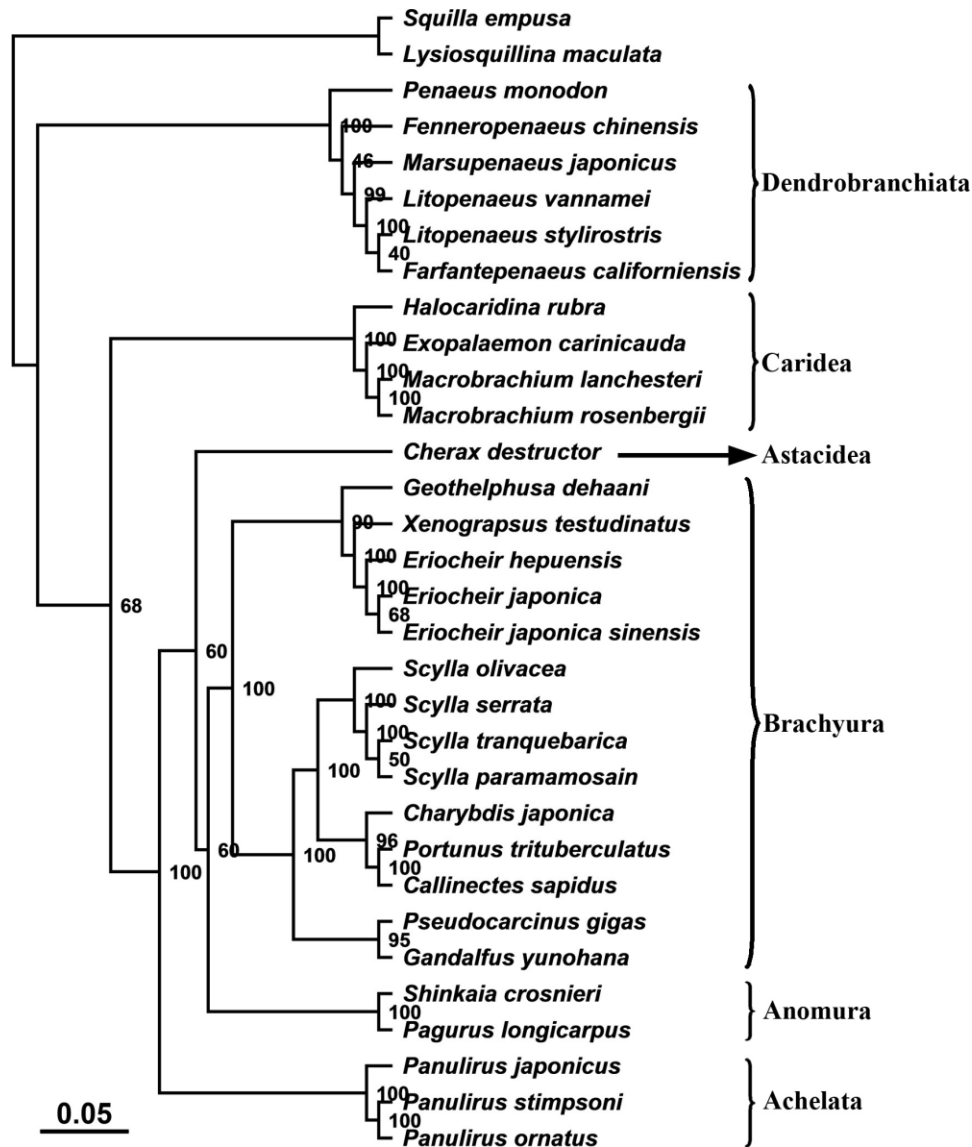 Squilla empusa
Lysiosquillina maculata
Penaeus monodon
100 Fenneropenaeus chinensis
46 Marsupenaeus japonicus
Dendrobranchiata
99 Litopenaeus vannamei
100 Litopenaeus stylirostris
40
Farfantepenaeus californiensis
Halocaridina rubra
100 Exopalaemon carinicauda
Caridea
100 Macrobrachium lanchesteri
100
Macrobrachium rosenbergii
Cherax destructor
Astacidea
Geothelphusa dehaani
90 Xenograpsus testudinatus
100 Eriocheir hepuensis
100 Eriocheir japonica
68
68
Eriocheir japonica sinensis
60
Scylla olivacea
100
100 Scylla serrata
Brachyura
100 Scylla tranquebarica
50
100
Scylla paramamosain
Charybdis japonica
96 Portunus trituberculatus
60
100
100
100
Callinectes sapidus
Pseudocarcinus gigas
95
Gandalfus yunohana
Shinkaia crosnieri
100
Anomura
Pagurus longicarpus
Panulirus japonicus
100
Panulirus stimpsoni
Achelata
0.05
100
Panulirus ornatus